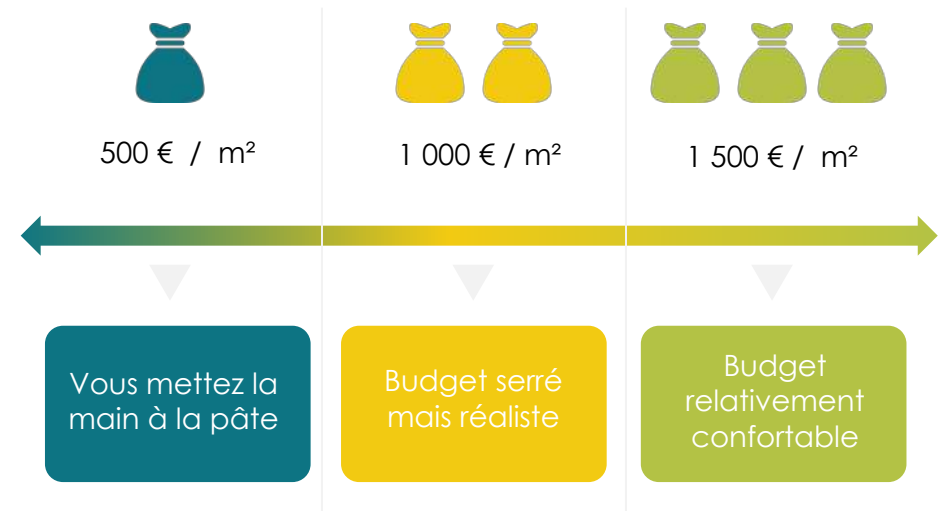 500 € / m²
1 000 € / m²
1 500 € / m²
Vous mettez la
main à la pâte
Budget serré
mais réaliste
Budget
relativement
confortable